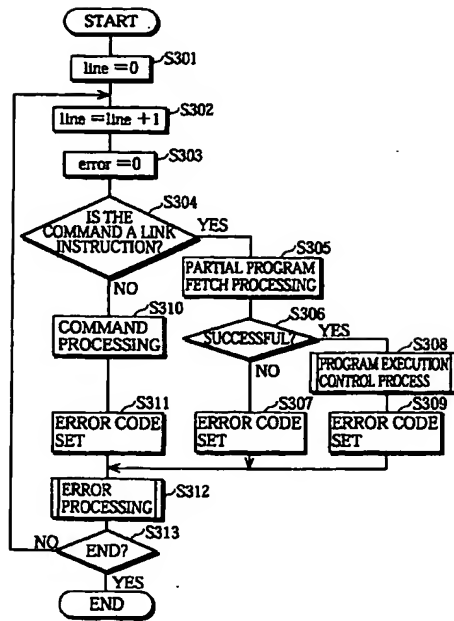 START
S301
line =0
S302
line =line +1
S303
error =0
S304
IS THE
COMMAND A LINK
INSTRUCTION?
YES
NO
S305
PARTIAL PROGRAM
FETCH PROCESSING
S306
SUCCESSFUL?
YES
NO
S308
PROGRAM EXECUTION
CONTROL PROCESS
S310
COMMAND
PROCESSING
S311
ERROR CODE
SET
S307
ERROR CODE
SET
S309
ERROR CODE
SET
S312
ERROR
PROCESSING
S313
END?
NO
YES
END